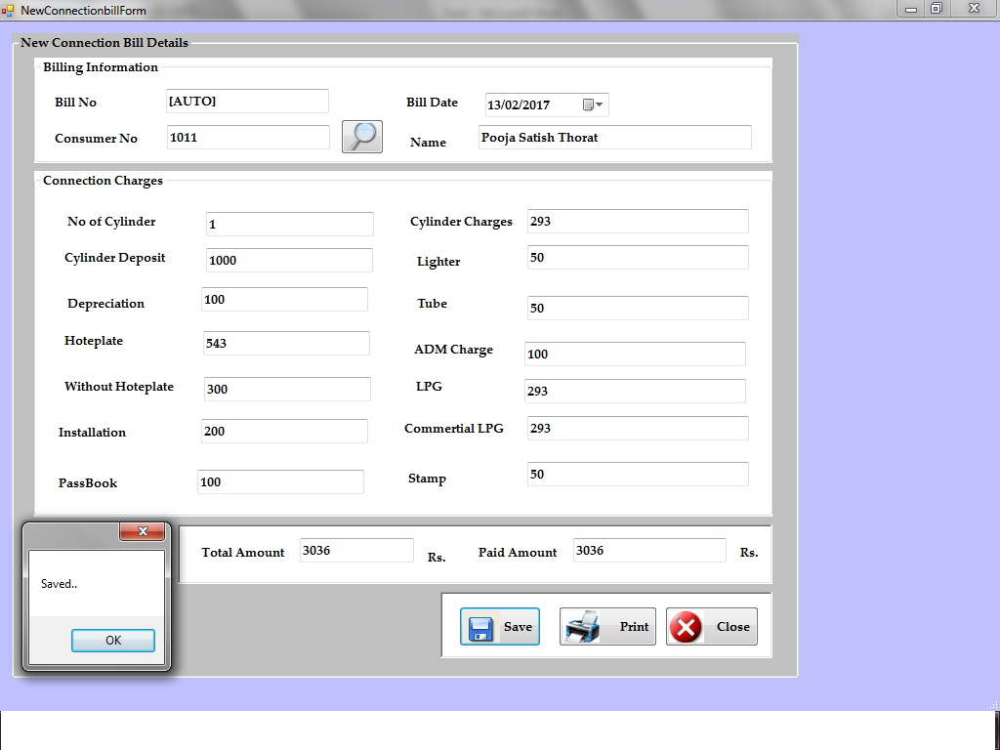 NewConnectionbillForm
New Connection Bill Details
Billing Information
Bill No [AUTO] Bill Date 13/02/2017
Consumer No 1011 Name Pooja Satish Thorat
Connection Charges
No of Cylinder 1 Cylinder Charges 293
Cylinder Deposit 1000 Lighter 50
Depreciation 100 Tube 50
Hoteplate 543 ADM Charge 100
Without Hoteplate 300 LPG 293
Installation 200 Commertial LPG 293
PassBook 100 Stamp 50
Total Amount 3036 Rs. Paid Amount 3036 Rs.
Saved..
OK
Save Print Close